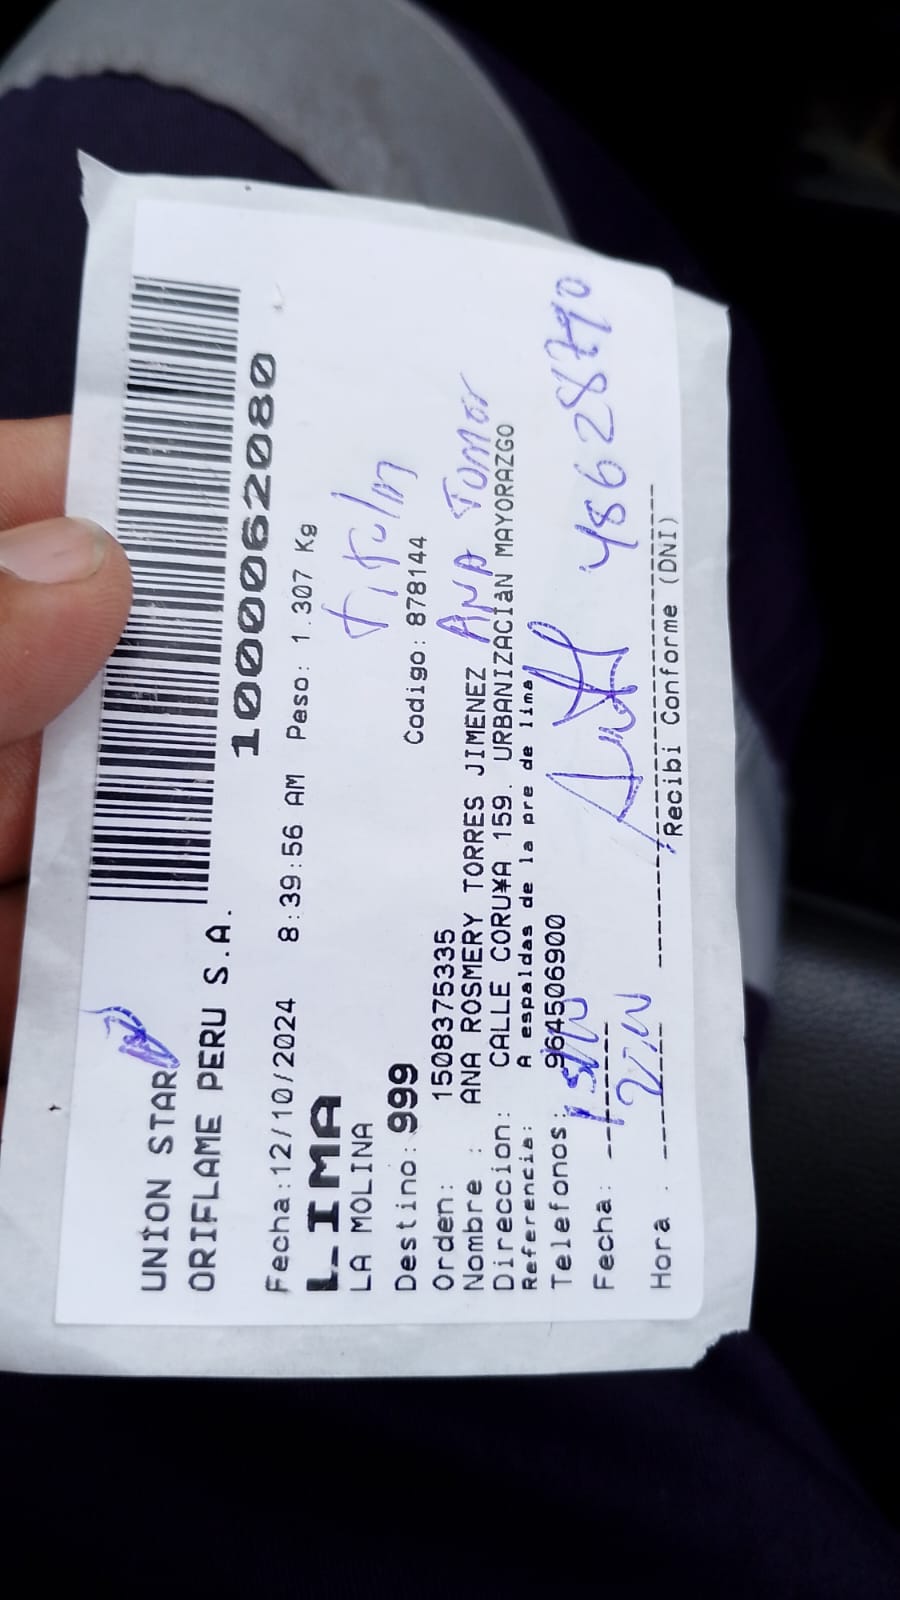 UNION STAR
ORIFLAME PERU S.A.
1000062080
Fecha:12/10/2024 8:39:56 AM Peso: 1.307 Kg
LIMA
LA MOLINA
Titular
Destino: 999 Codigo: 878144
Orden: 1508375335
Nombre : ANA ROSMERY TORRES JIMENEZ ANA
Direccion: CALLE CORU¥A 159. URBANIZACIàN MAYORAZGO
Referencia: A espaldas de la pre de lima
Telefonos: 964506900
Fecha:
48628790
Hora .
Recibi Conforme (DNI)